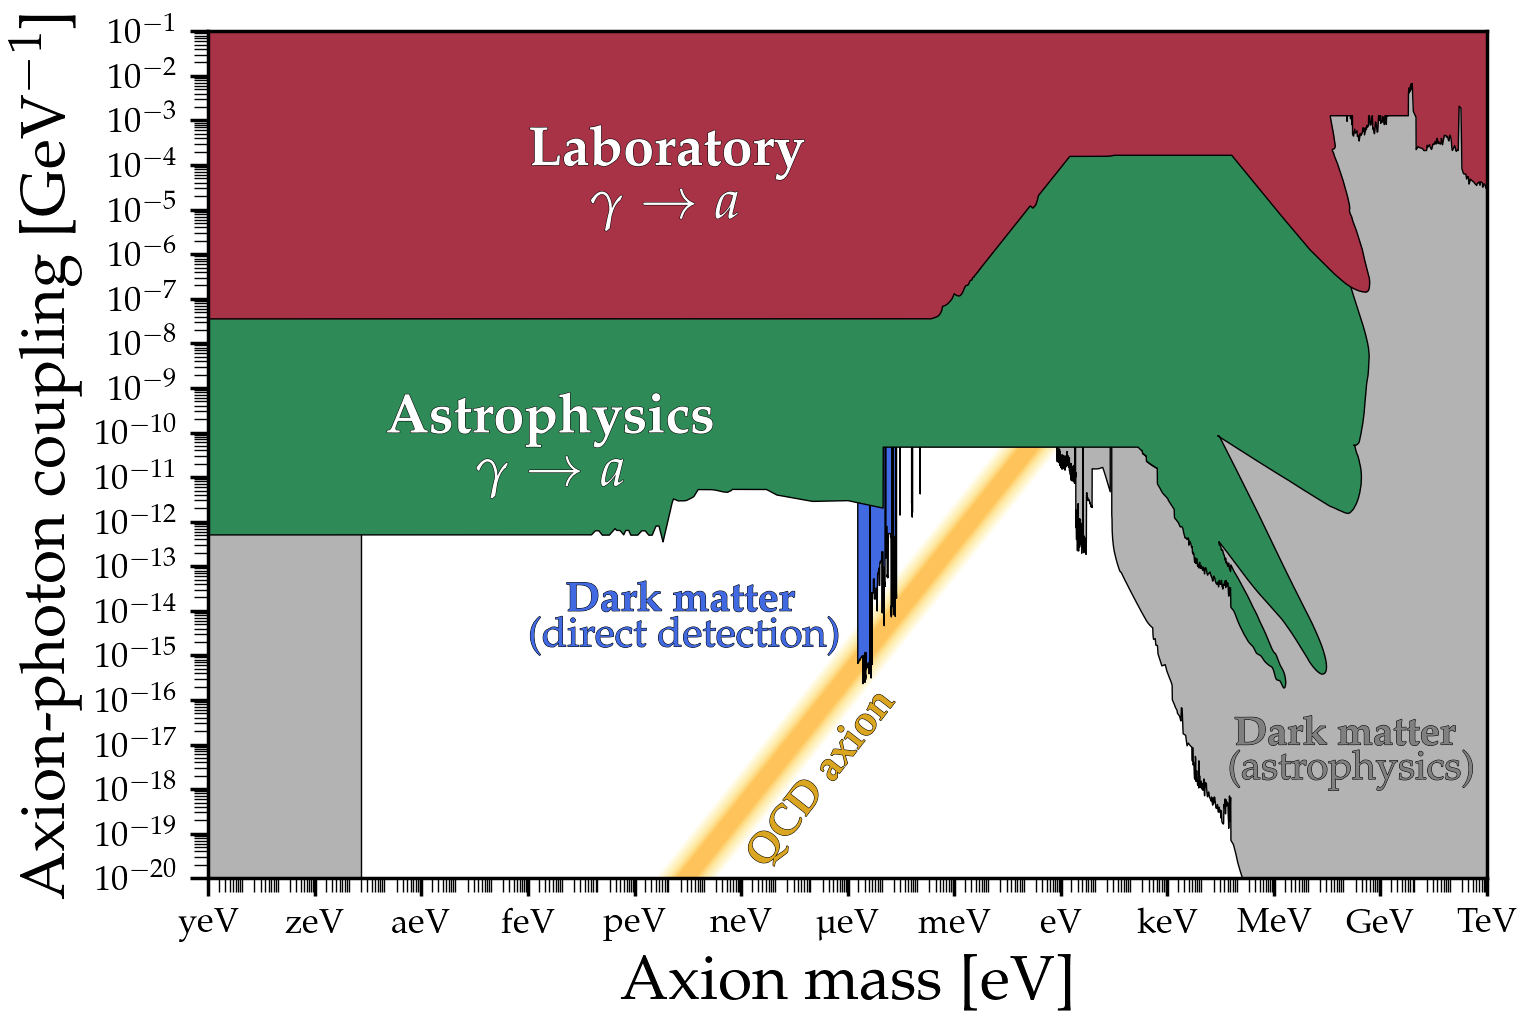 Axion-photon coupling [GeV⁻¹]
10⁻¹
10⁻²
10⁻³
10⁻⁴
10⁻⁵
10⁻⁶
10⁻⁷
10⁻⁸
10⁻⁹
10⁻¹⁰
10⁻¹¹
10⁻¹²
10⁻¹³
10⁻¹⁴
10⁻¹⁵
10⁻¹⁶
10⁻¹⁷
10⁻¹⁸
10⁻¹⁹
10⁻²⁰
Laboratory
γ → a
Astrophysics
γ → a
Dark matter
(direct detection)
QCD axion
Dark matter
(astrophysics)
yeV zeV aeV feV peV neV μeV meV eV keV MeV GeV TeV
Axion mass [eV]